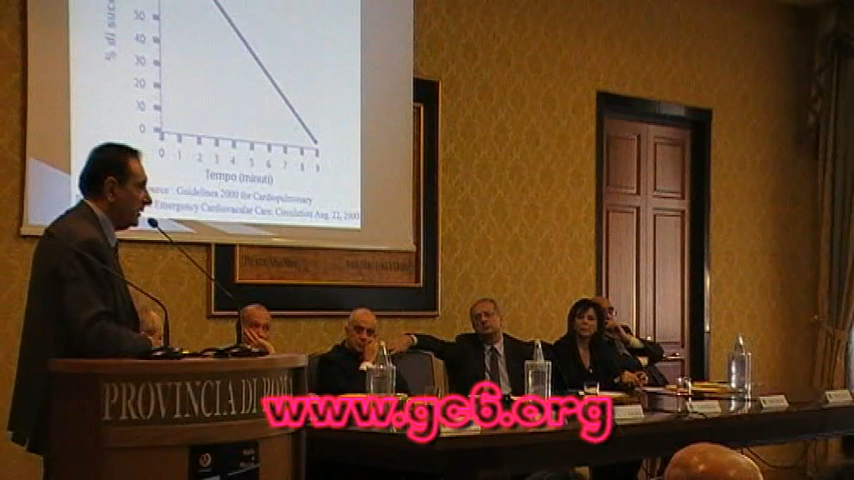 % di succ
50
40
30
20
10
0
0 1 2 3 4 5 6 7 8 9
Tempo (minuti)
Guidelines 2000 for Cardiopulmonary
Emergency Cardiovascular Care. Circulation Aug. 22, 2000
PROVINCIA DI ROMA
www.gc6.org